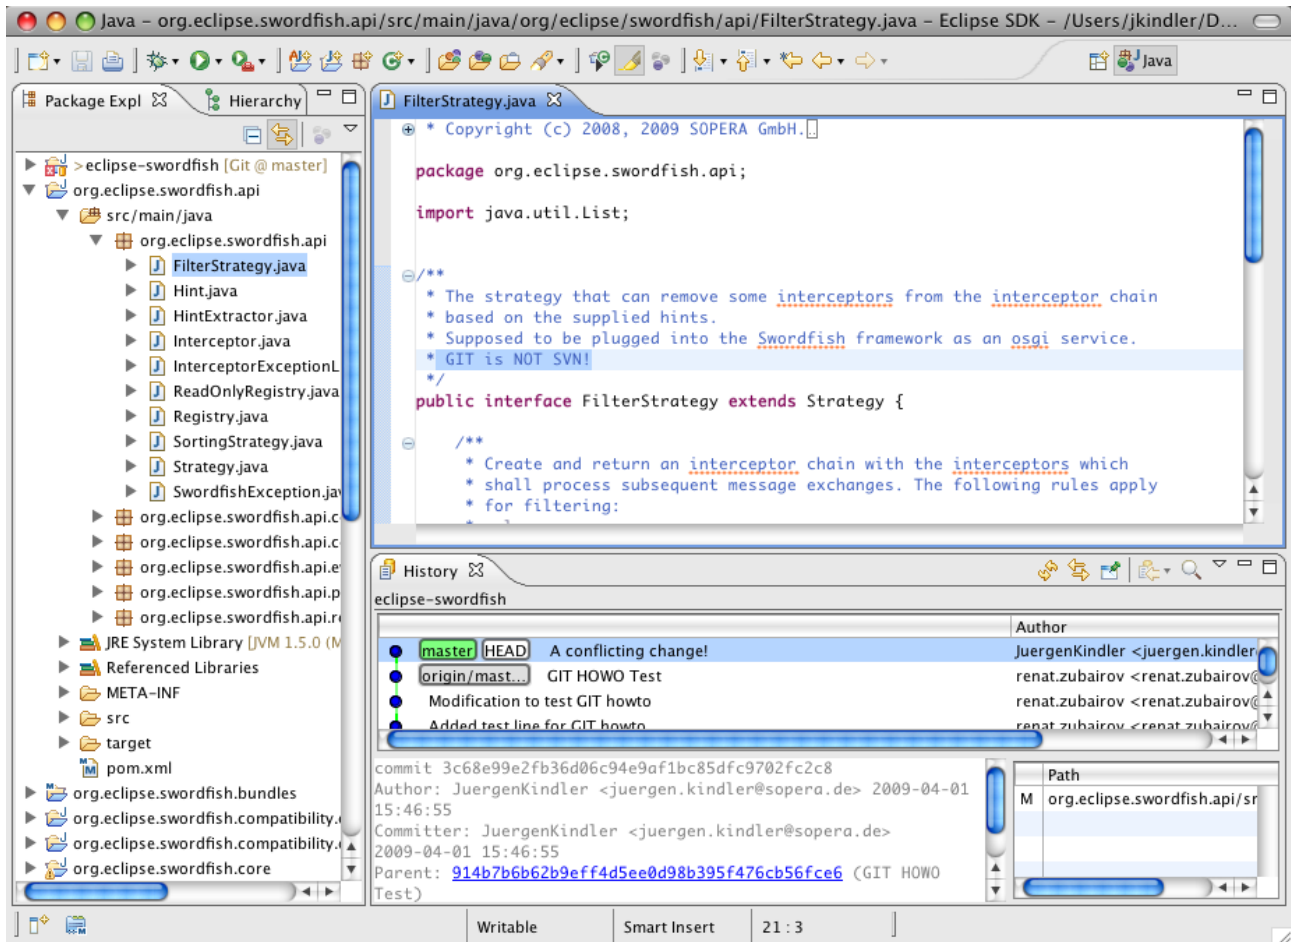 Java – org.eclipse.swordfish.api/src/main/java/org/eclipse/swordfish/api/FilterStrategy.java – Eclipse SDK – /Users/jkindler/D...
Java
Package Expl
Hierarchy
>eclipse-swordfish [Git @ master]
org.eclipse.swordfish.api
src/main/java
org.eclipse.swordfish.api
FilterStrategy.java
Hint.java
HintExtractor.java
Interceptor.java
InterceptorExceptionL
ReadOnlyRegistry.java
Registry.java
SortingStrategy.java
Strategy.java
SwordfishException.jav
org.eclipse.swordfish.api.c
org.eclipse.swordfish.api.c
org.eclipse.swordfish.api.e
org.eclipse.swordfish.api.p
org.eclipse.swordfish.api.r
JRE System Library [JVM 1.5.0 (M
Referenced Libraries
META-INF
src
target
pom.xml
org.eclipse.swordfish.bundles
org.eclipse.swordfish.compatibility.
org.eclipse.swordfish.compatibility.
org.eclipse.swordfish.core
FilterStrategy.java
* Copyright (c) 2008, 2009 SOPERA GmbH.
package org.eclipse.swordfish.api;
import java.util.List;
/**
* The strategy that can remove some interceptors from the interceptor chain
* based on the supplied hints.
* Supposed to be plugged into the Swordfish framework as an osgi service.
* GIT is NOT SVN!
*/
public interface FilterStrategy extends Strategy {
/**
* Create and return an interceptor chain with the interceptors which
* shall process subsequent message exchanges. The following rules apply
* for filtering:
History
eclipse-swordfish
Author
master HEAD A conflicting change! JuergenKindler <juergen.kindler
origin/mast... GIT HOWO Test renat.zubairov <renat.zubairov@
Modification to test GIT howto renat.zubairov <renat.zubairov@
Added test line for GIT howto renat.zubairov <renat.zubairov@
commit 3c68e99e2fb36d06c94e9af1bc85dfc9702fc2c8
Author: JuergenKindler <juergen.kindler@sopera.de> 2009-04-01
15:46:55
Committer: JuergenKindler <juergen.kindler@sopera.de>
2009-04-01 15:46:55
Parent: 914b7b6b62b9eff4d5ee0d98b395f476cb56fce6 (GIT HOWO
Test)
Path
M org.eclipse.swordfish.api/sr
Writable
Smart Insert
21 : 3